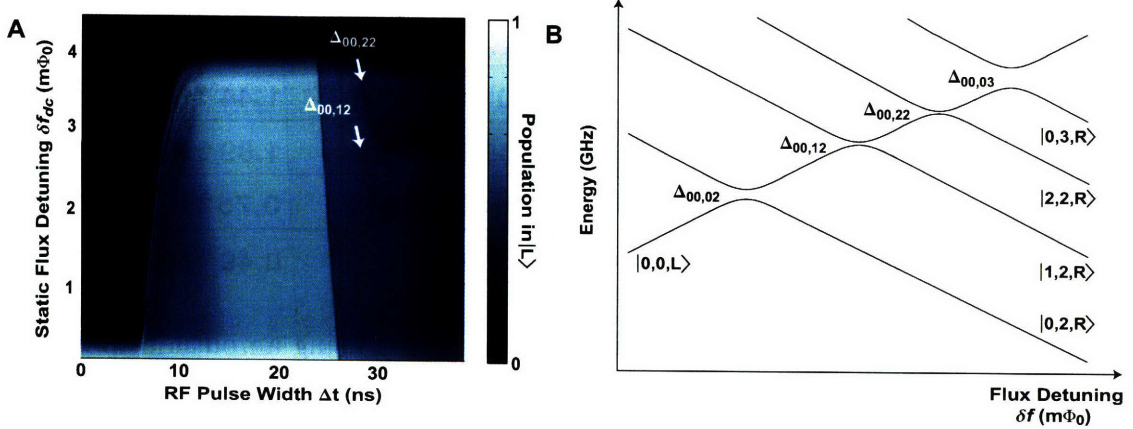 A
Static Flux Detuning δf_dc (mΦ₀)
4
3
2
1
0
10
20
30
RF Pulse Width Δt (ns)
Δ₀₀,₂₂
Δ₀₀,₁₂
1
0
Population in|L⟩
B
Energy (GHz)
Δ₀₀,₀₃
Δ₀₀,₂₂
Δ₀₀,₁₂
Δ₀₀,₀₂
|0,0,L⟩
|0,3,R⟩
|2,2,R⟩
|1,2,R⟩
|0,2,R⟩
Flux Detuning
δf (mΦ₀)